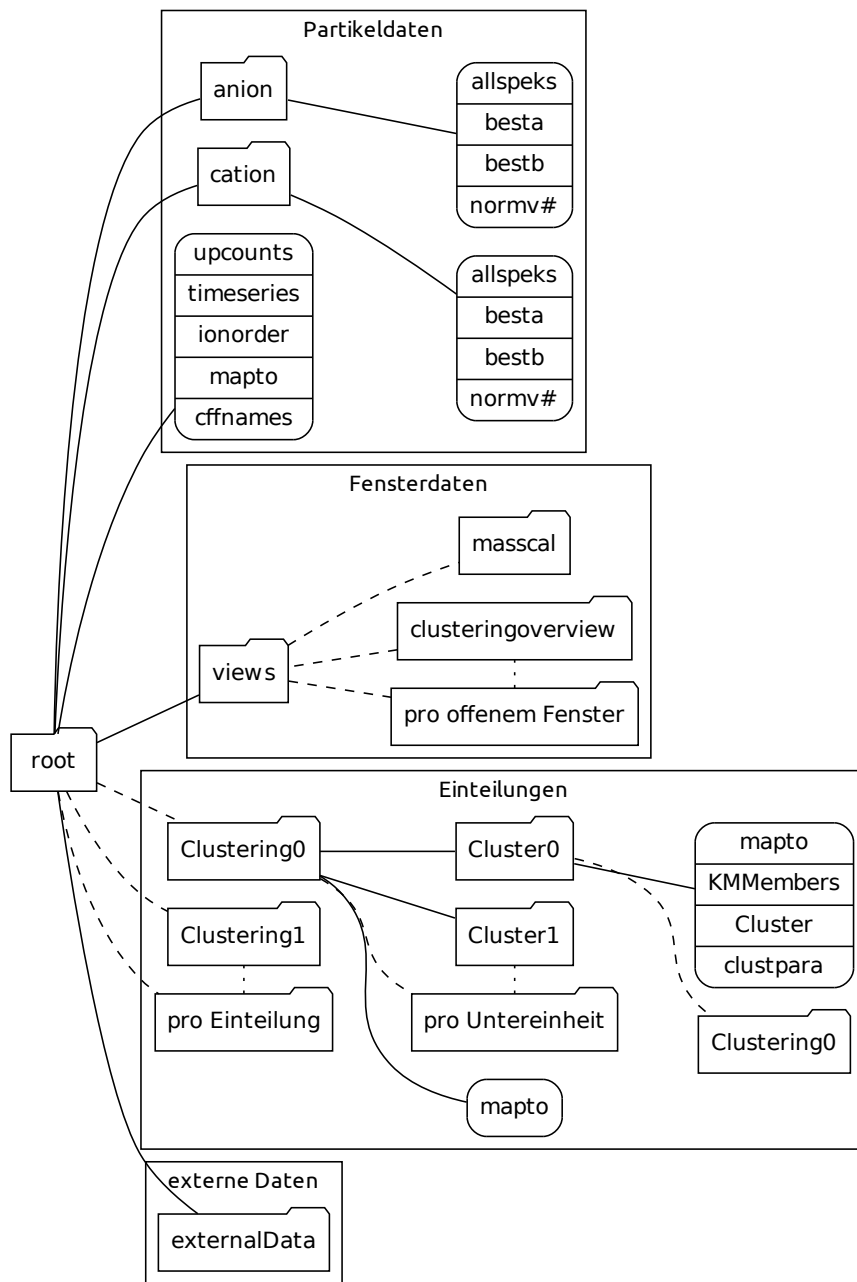 Partikeldaten
anion
allspeks
besta
bestb
normv#
cation
upcounts
timeseries
ionorder
mapto
cffnames
allspeks
besta
bestb
normv#
Fensterdaten
masscal
clusteringoverview
views
pro offenem Fenster
root
Einteilungen
Clustering0
Cluster0
mapto
KMMembers
Cluster
clustpara
Clustering1
Cluster1
pro Einteilung
pro Untereinheit
Clustering0
mapto
externe Daten
externalData